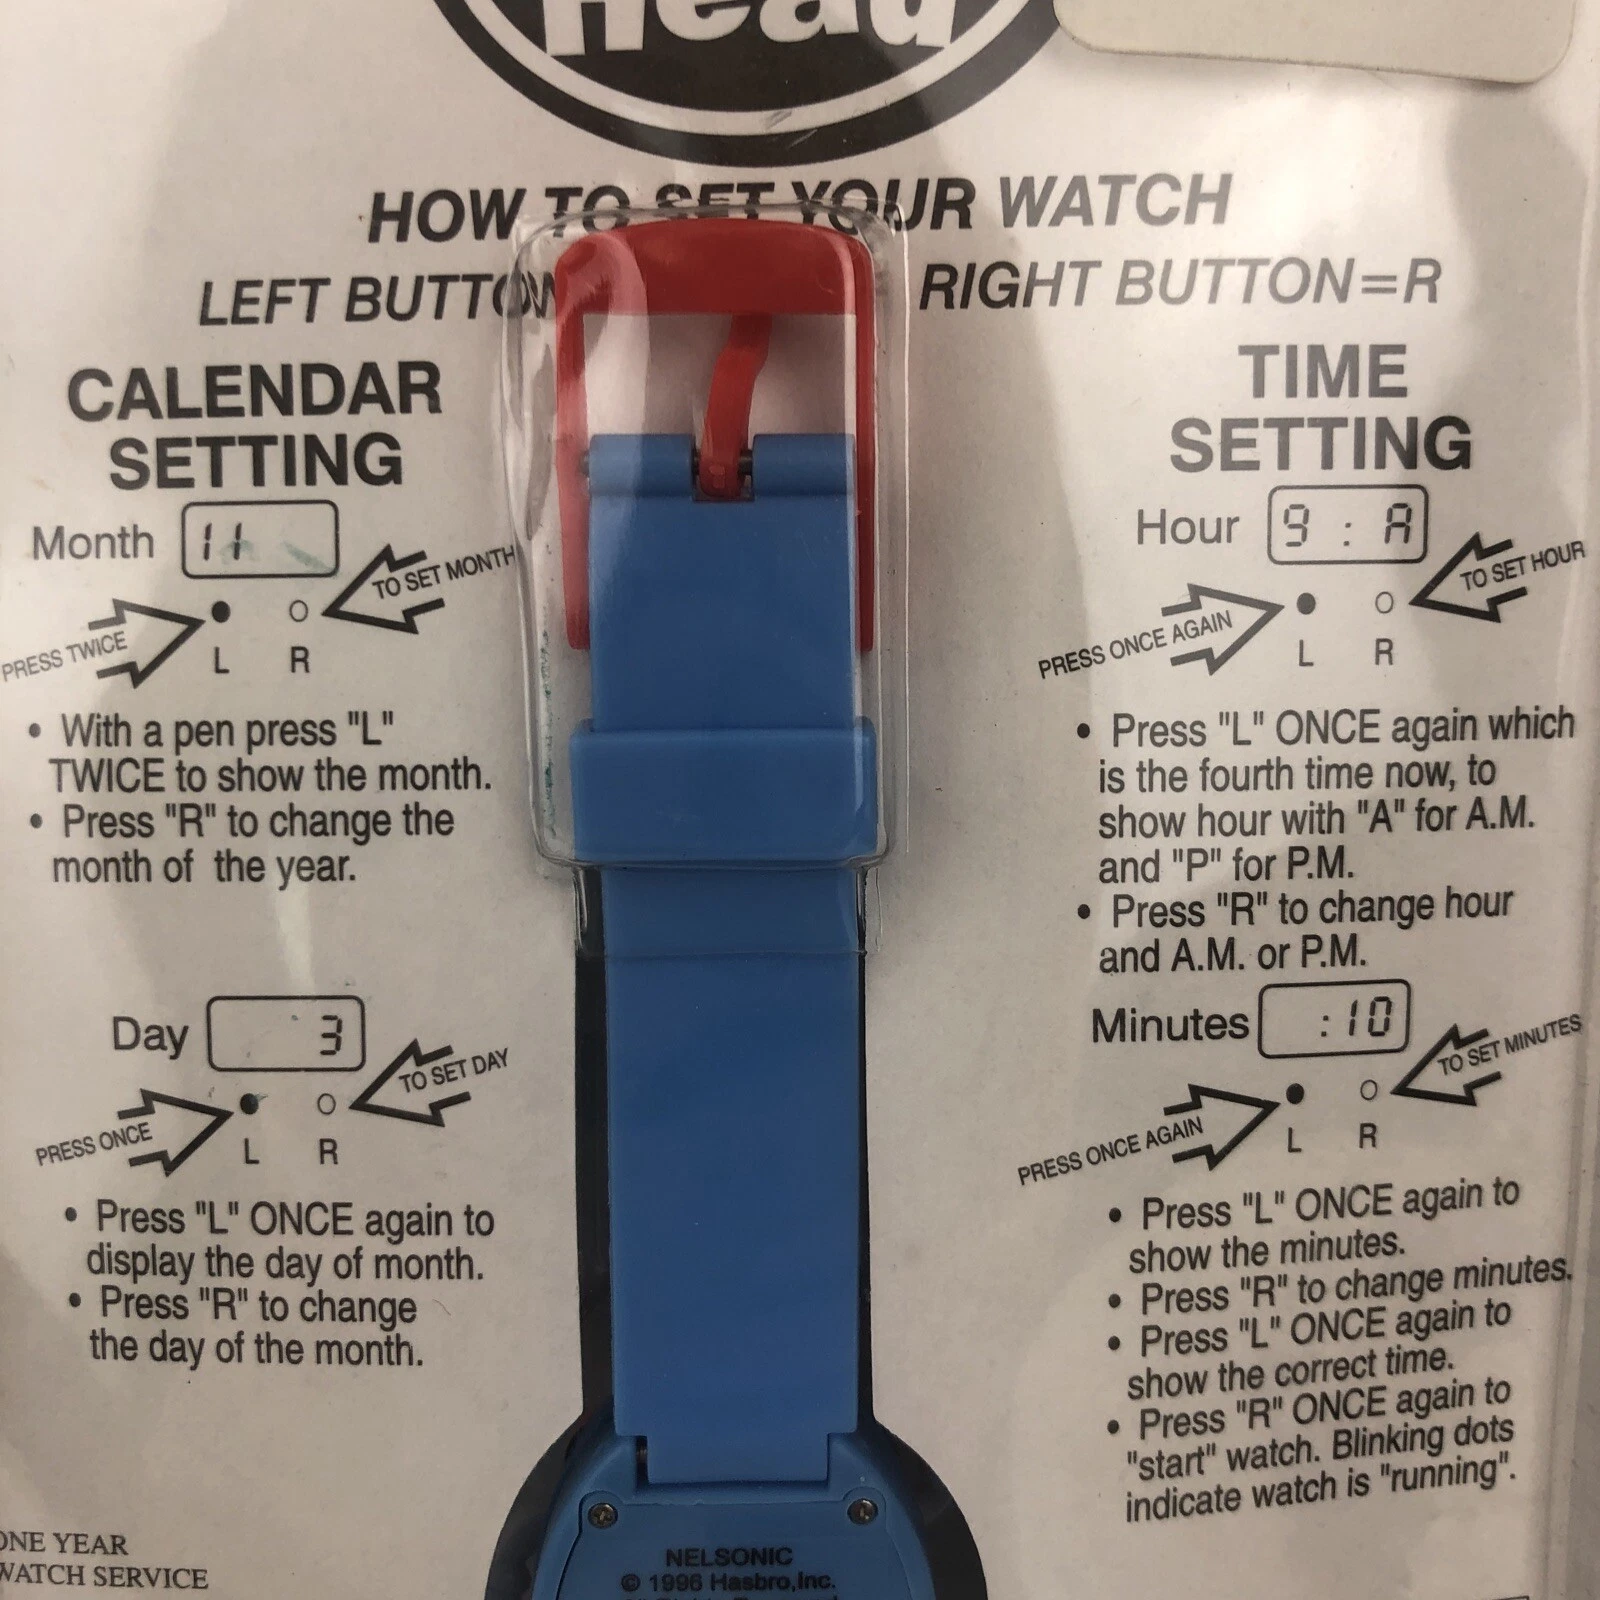 Head
HOW TO SET YOUR WATCH
LEFT BUTTON
RIGHT BUTTON=R
CALENDAR
SETTING
Month
11
TO SET MONTH
PRESS TWICE
L R
• With a pen press "L"
TWICE to show the month.
• Press "R" to change the
month of the year.
Day
3
TO SET DAY
PRESS ONCE
L R
• Press "L" ONCE again to
display the day of month.
• Press "R" to change
the day of the month.
TIME
SETTING
Hour
9 : A
TO SET HOUR
PRESS ONCE AGAIN
L R
• Press "L" ONCE again which
is the fourth time now, to
show hour with "A" for A.M.
and "P" for P.M.
• Press "R" to change hour
and A.M. or P.M.
Minutes
:10
TO SET MINUTES
PRESS ONCE AGAIN
L R
• Press "L" ONCE again to
show the minutes.
• Press "R" to change minutes.
• Press "L" ONCE again to
show the correct time.
• Press "R" ONCE again to
"start" watch. Blinking dots
indicate watch is "running".
ONE YEAR
WATCH SERVICE
NELSONIC
© 1996 Hasbro,Inc.